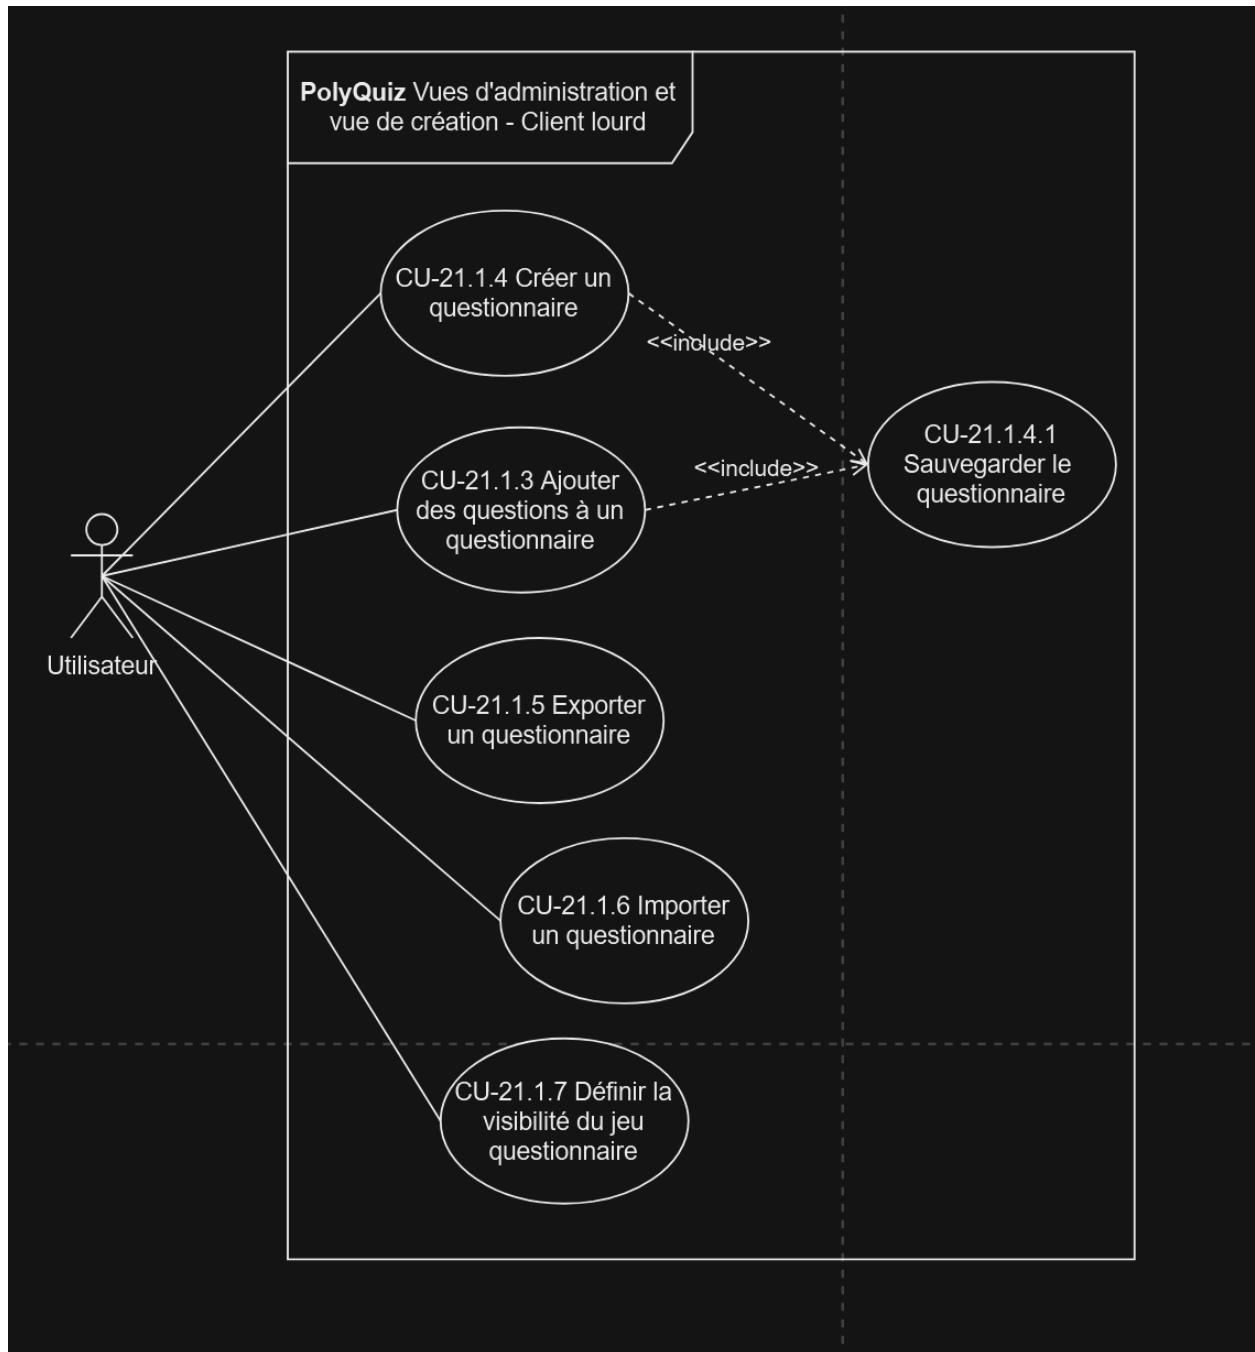 PolyQuiz Vues d'administration et
vue de création - Client lourd
CU-21.1.4 Créer un
questionnaire
<<include>>
CU-21.1.4.1
Sauvegarder le
questionnaire
<<include>>
CU-21.1.3 Ajouter
des questions à un
questionnaire
Utilisateur
CU-21.1.5 Exporter
un questionnaire
CU-21.1.6 Importer
un questionnaire
CU-21.1.7 Définir la
visibilité du jeu
questionnaire